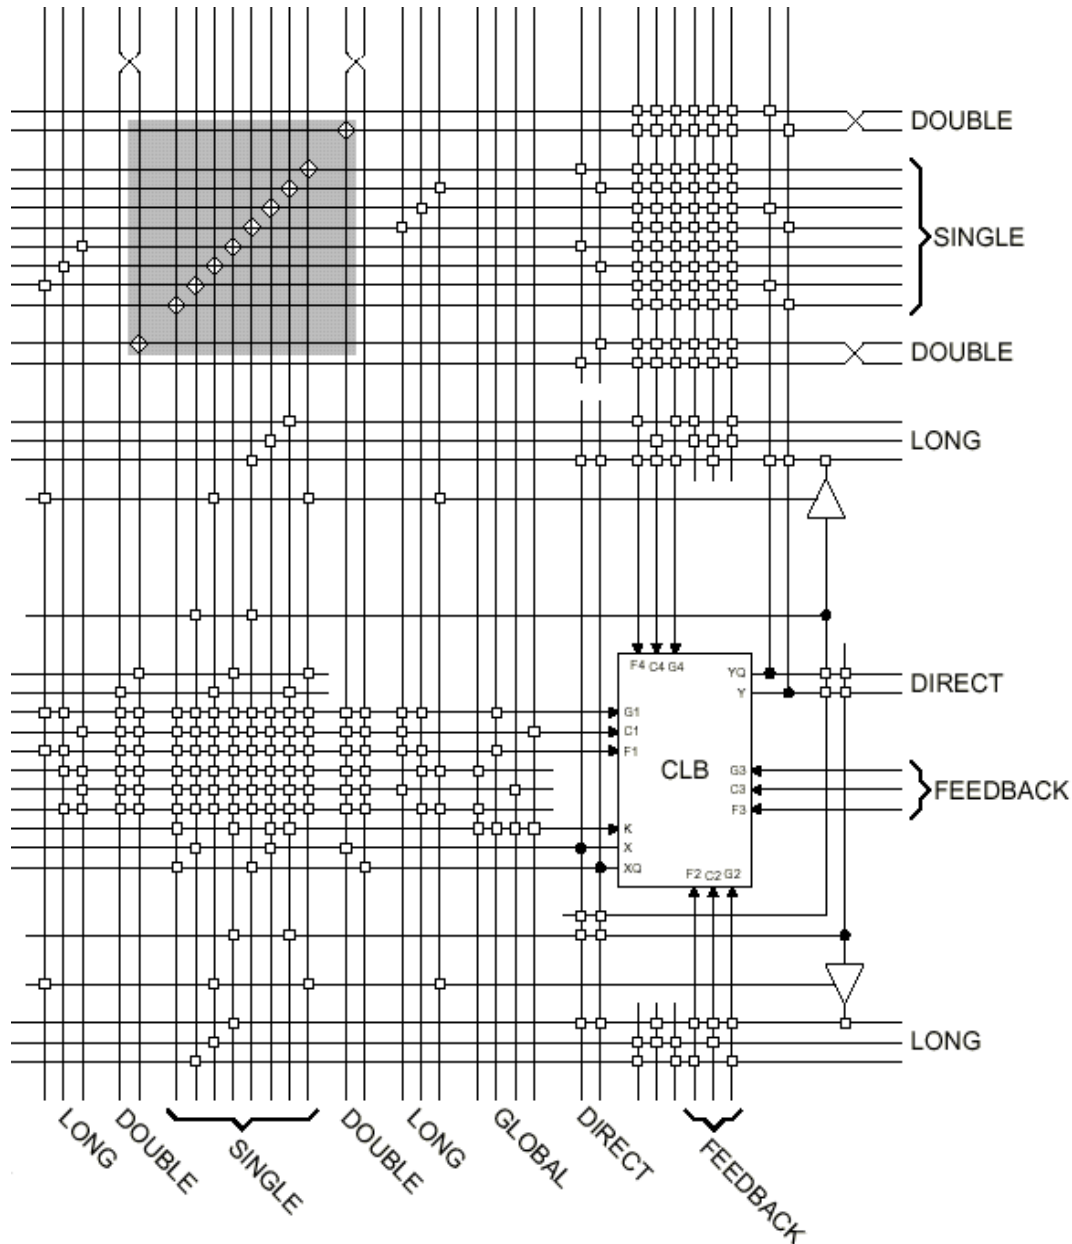 DOUBLE
SINGLE
DOUBLE
LONG
F4 C4 G4
YQ
DIRECT
Y
G1
C1
F1
CLB
G3
C3
FEEDBACK
F3
K
X
XQ
F2 C2 G2
LONG
LONG
DOUBLE
SINGLE
DOUBLE
LONG
GLOBAL
DIRECT
FEEDBACK